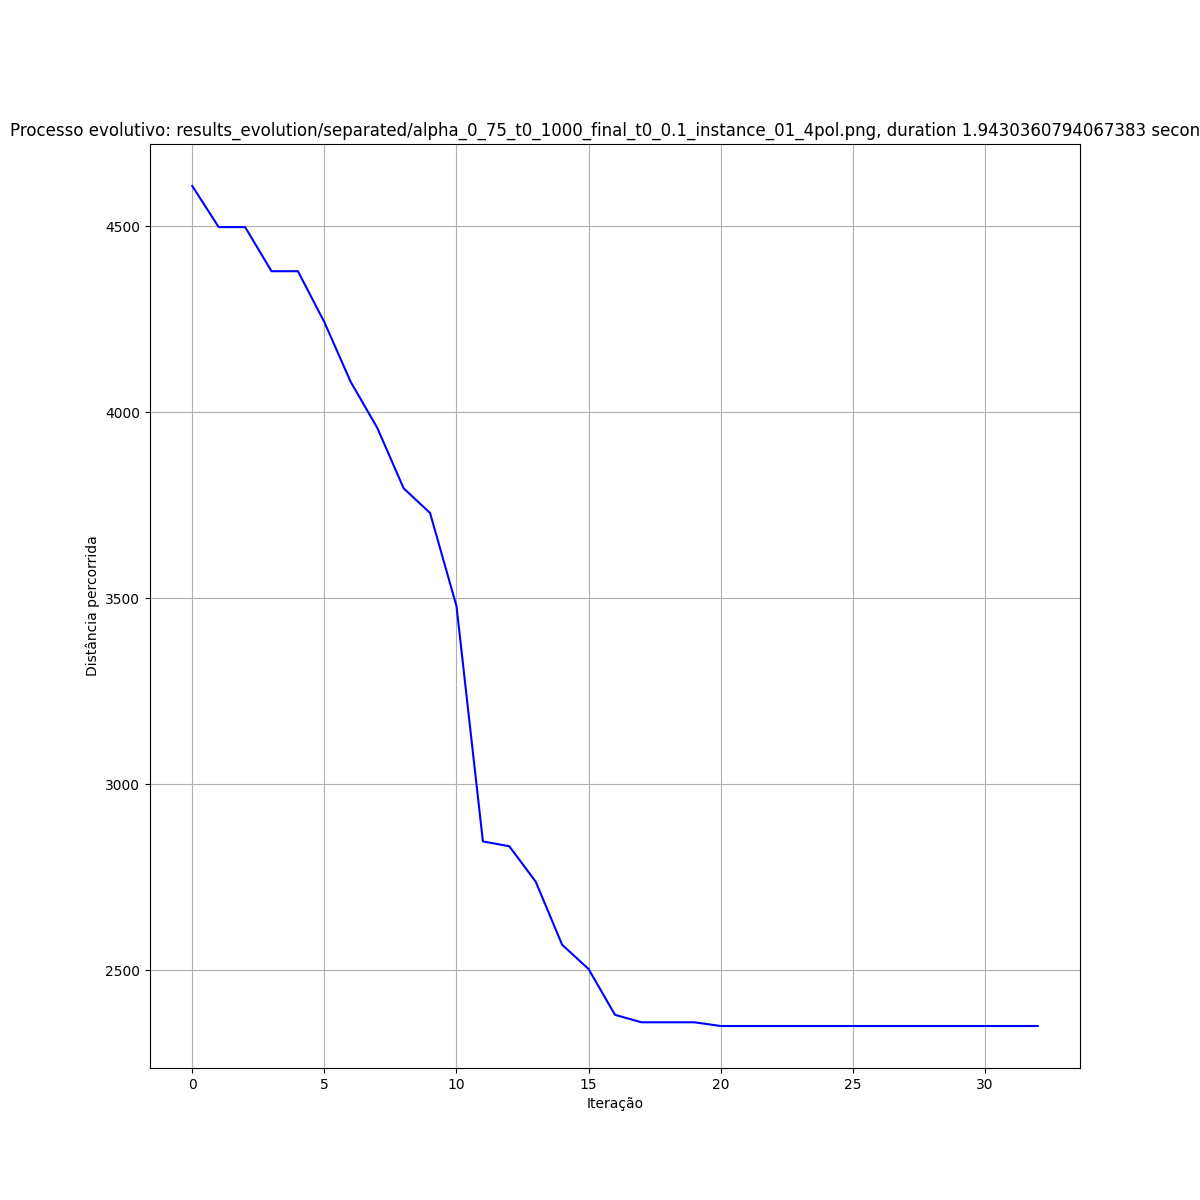 Processo evolutivo: results_evolution/separated/alpha_0_75_t0_1000_final_t0_0.1_instance_01_4pol.png, duration 1.9430360794067383 secon
4500
4000
3500
3000
2500
Distância percorrida
0 5 10 15 20 25 30
Iteração